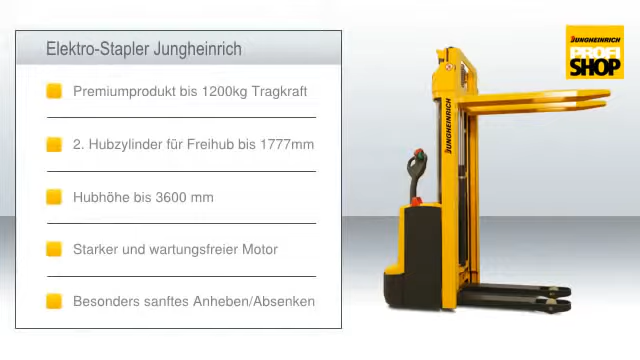 Elektro-Stapler Jungheinrich
Premiumprodukt bis 1200kg Tragkraft
2. Hubzylinder für Freihub bis 1777mm
Hubhöhe bis 3600 mm
Starker und wartungsfreier Motor
Besonders sanftes Anheben/Absenken
JUNGHEINRICH
JUNGHEINRICH
PROFI
SHOP